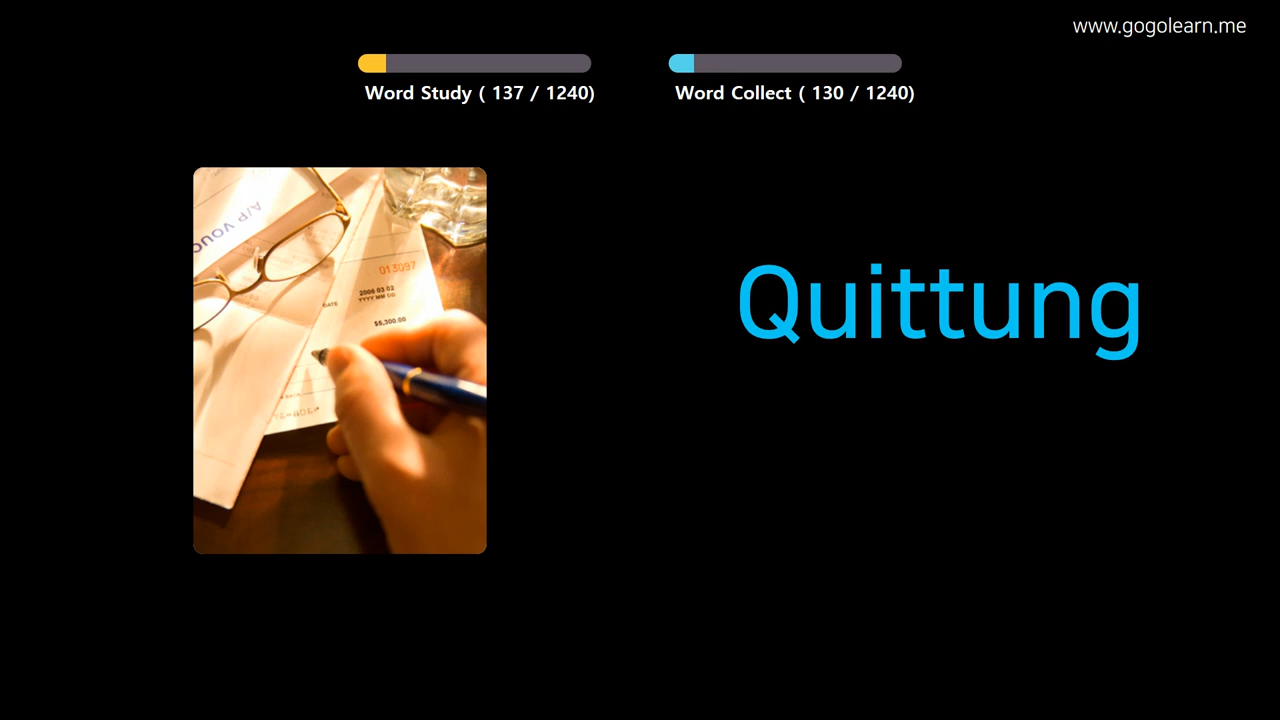 www.gogolearn.me
Word Study ( 137 / 1240)
Word Collect ( 130 / 1240)
Quittung
A/P VOUC
013097
DATE
2006 03 02
YYYY MM DD
$5,300.00